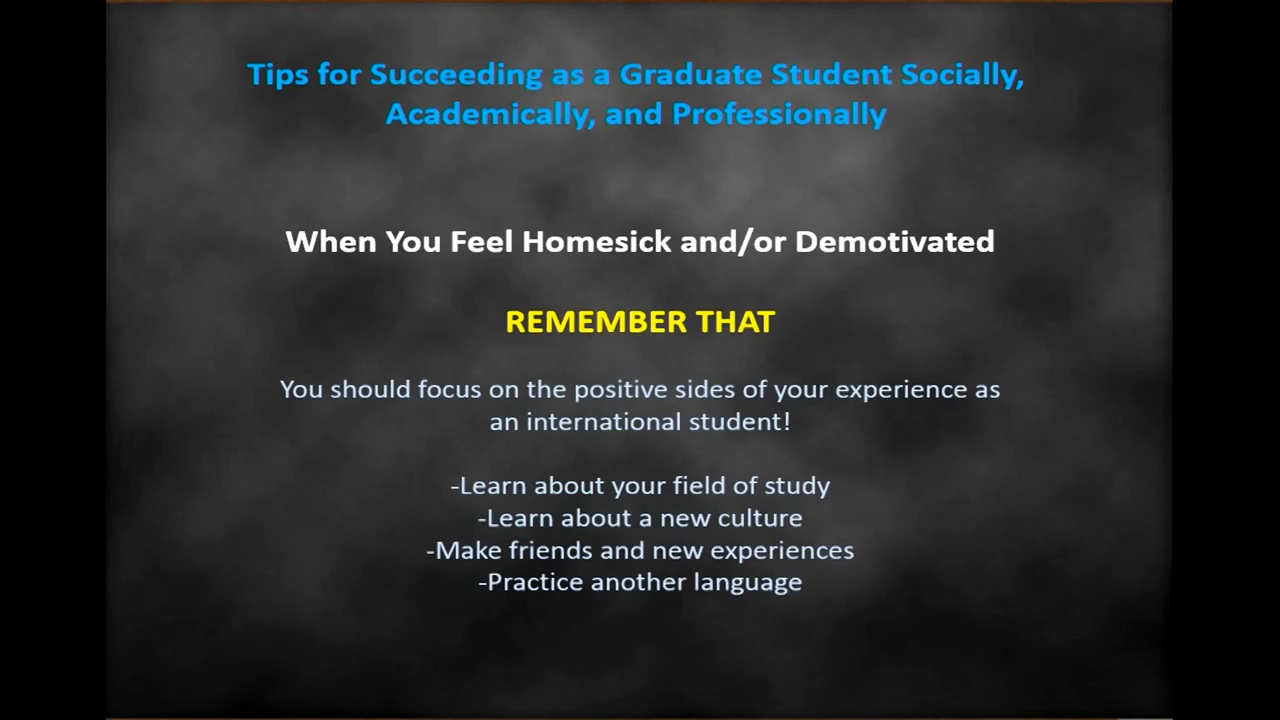 Tips for Succeeding as a Graduate Student Socially,
Academically, and Professionally
When You Feel Homesick and/or Demotivated
REMEMBER THAT
You should focus on the positive sides of your experience as
an international student!
-Learn about your field of study
-Learn about a new culture
-Make friends and new experiences
-Practice another language